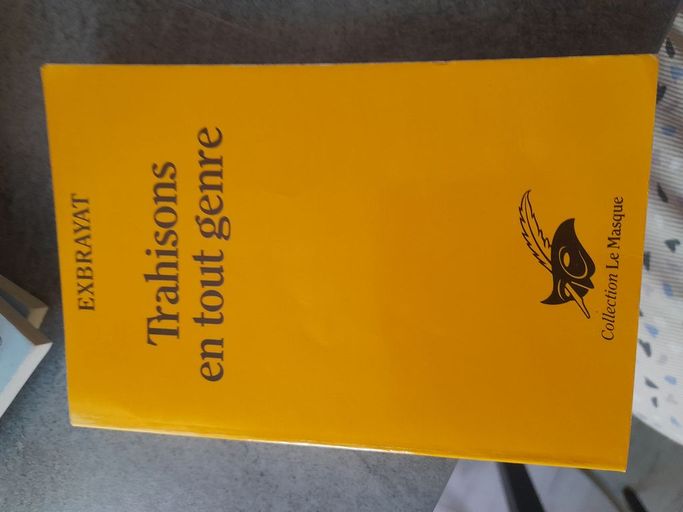 EXBRAYAT
Trahisons
en tout genre
Collection Le Masque